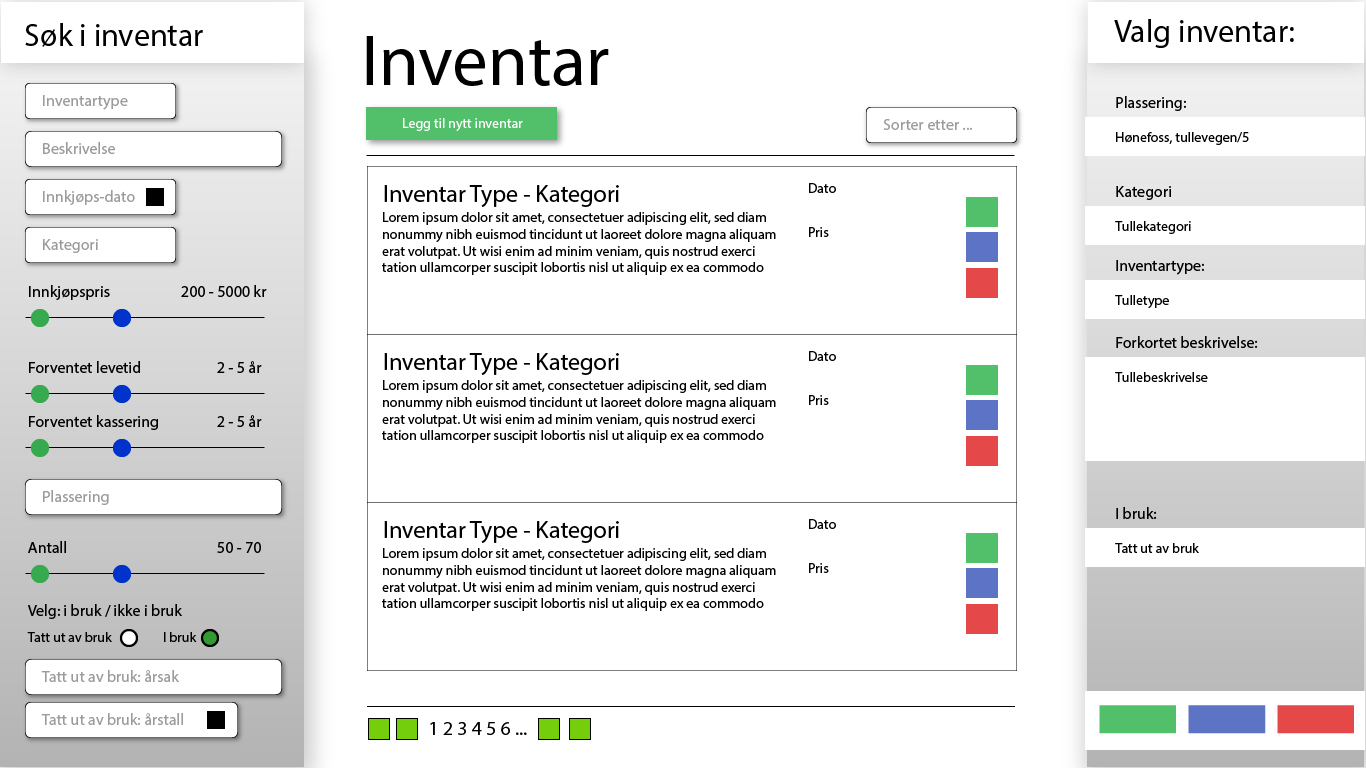 Søk i inventar
Inventartype
Beskrivelse
Innkjøps-dato
Kategori
Innkjøpspris 200 - 5000 kr
Forventet levetid 2 - 5 år
Forventet kassering 2 - 5 år
Plassering
Antall 50 - 70
Velg: i bruk / ikke i bruk
Tatt ut av bruk I bruk
Tatt ut av bruk: årsak
Tatt ut av bruk: årstall
Inventar
Legg til nytt inventar
Sorter etter ...
Inventar Type - Kategori
Lorem ipsum dolor sit amet, consectetuer adipiscing elit, sed diam
nonummy nibh euismod tincidunt ut laoreet dolore magna aliquam
erat volutpat. Ut wisi enim ad minim veniam, quis nostrud exerci
tation ullamcorper suscipit lobortis nisl ut aliquip ex ea commodo
Dato
Pris
Inventar Type - Kategori
Lorem ipsum dolor sit amet, consectetuer adipiscing elit, sed diam
nonummy nibh euismod tincidunt ut laoreet dolore magna aliquam
erat volutpat. Ut wisi enim ad minim veniam, quis nostrud exerci
tation ullamcorper suscipit lobortis nisl ut aliquip ex ea commodo
Dato
Pris
Inventar Type - Kategori
Lorem ipsum dolor sit amet, consectetuer adipiscing elit, sed diam
nonummy nibh euismod tincidunt ut laoreet dolore magna aliquam
erat volutpat. Ut wisi enim ad minim veniam, quis nostrud exerci
tation ullamcorper suscipit lobortis nisl ut aliquip ex ea commodo
Dato
Pris
1 2 3 4 5 6 ...
Valg inventar:
Plassering:
Hønefoss, tullevegen/5
Kategori
Tullekategori
Inventartype:
Tulletype
Forkortet beskrivelse:
Tullebeskrivelse
I bruk:
Tatt ut av bruk